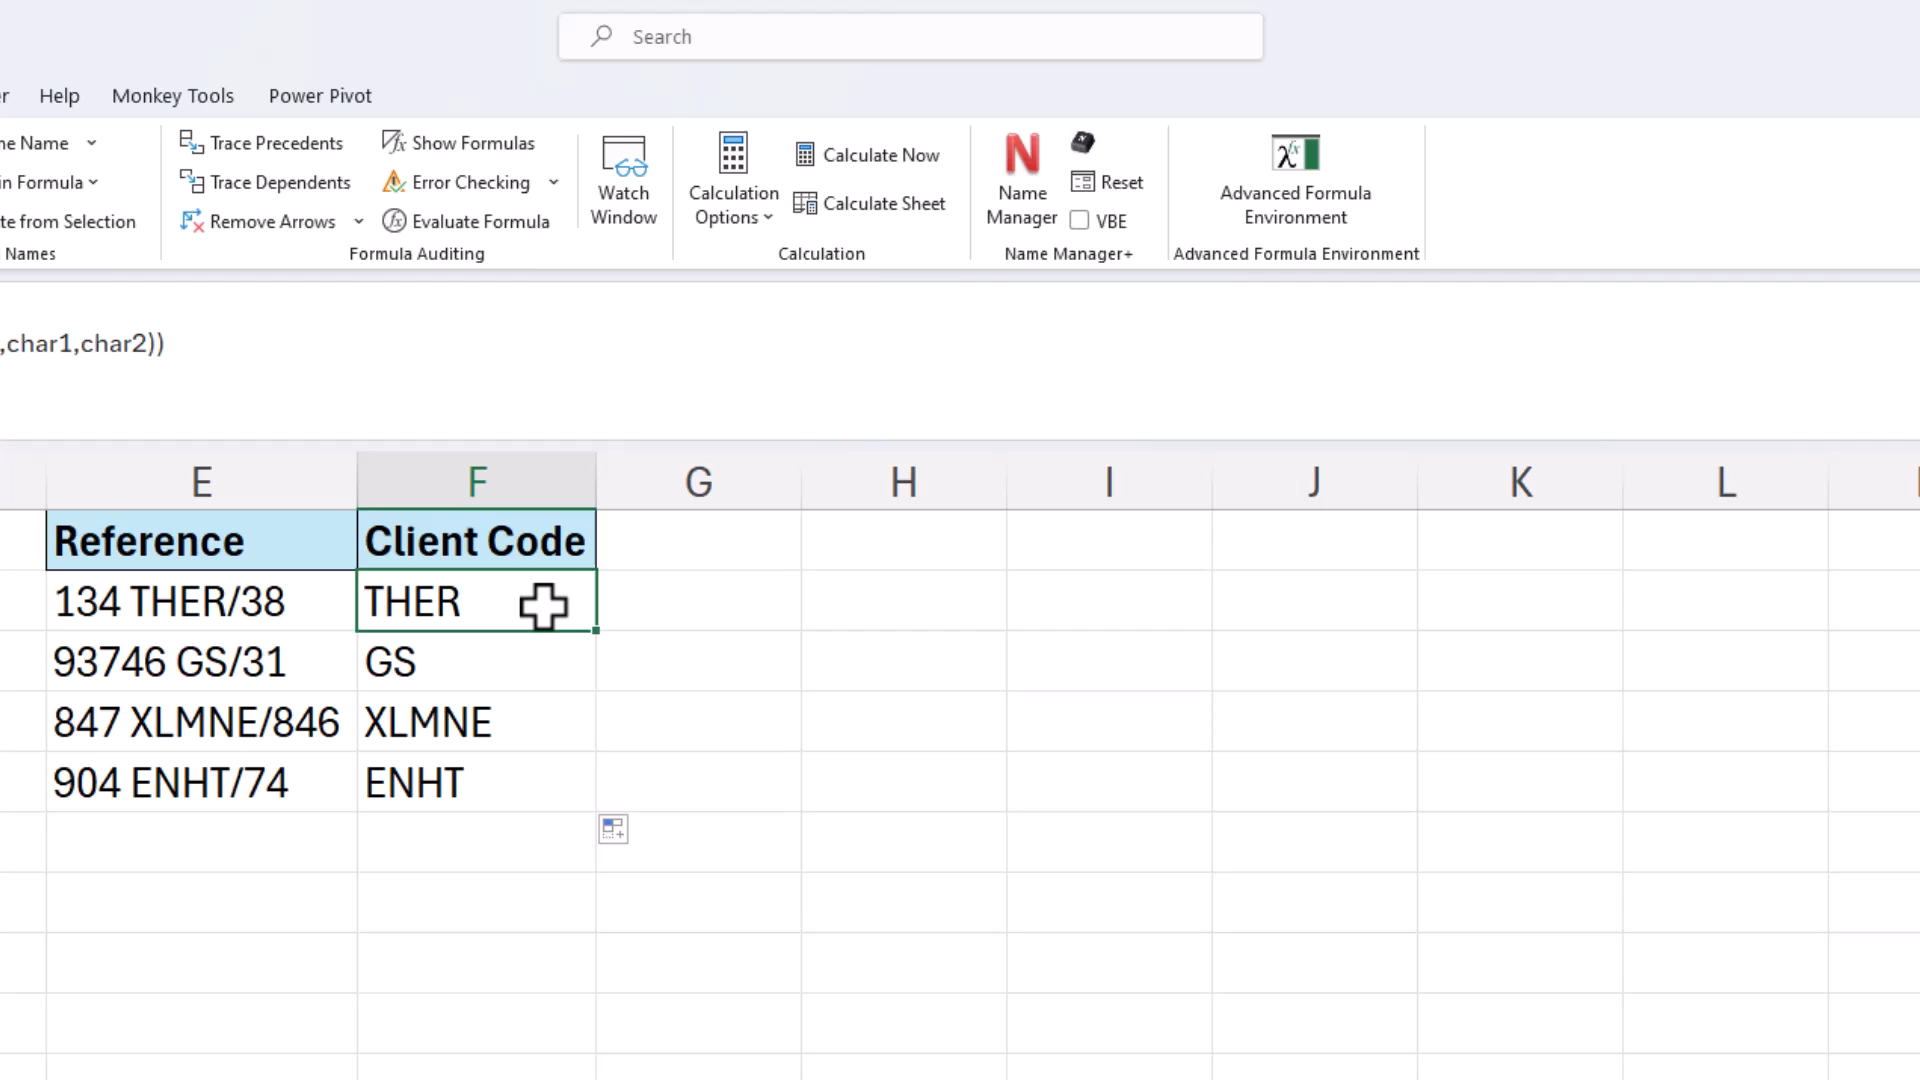 Search
Help Monkey Tools Power Pivot
ne Name
in Formula
te from Selection
Names
Trace Precedents
Trace Dependents
Remove Arrows
Show Formulas
Error Checking
Evaluate Formula
Formula Auditing
Watch
Window
Calculation
Options
Calculate Now
Calculate Sheet
Calculation
N
Name
Manager
Reset
VBE
Name Manager+
Advanced Formula
Environment
Advanced Formula Environment
,char1,char2))
E F G H I J K L
Reference Client Code
134 THER/38 THER
93746 GS/31 GS
847 XLMNE/846 XLMNE
904 ENHT/74 ENHT